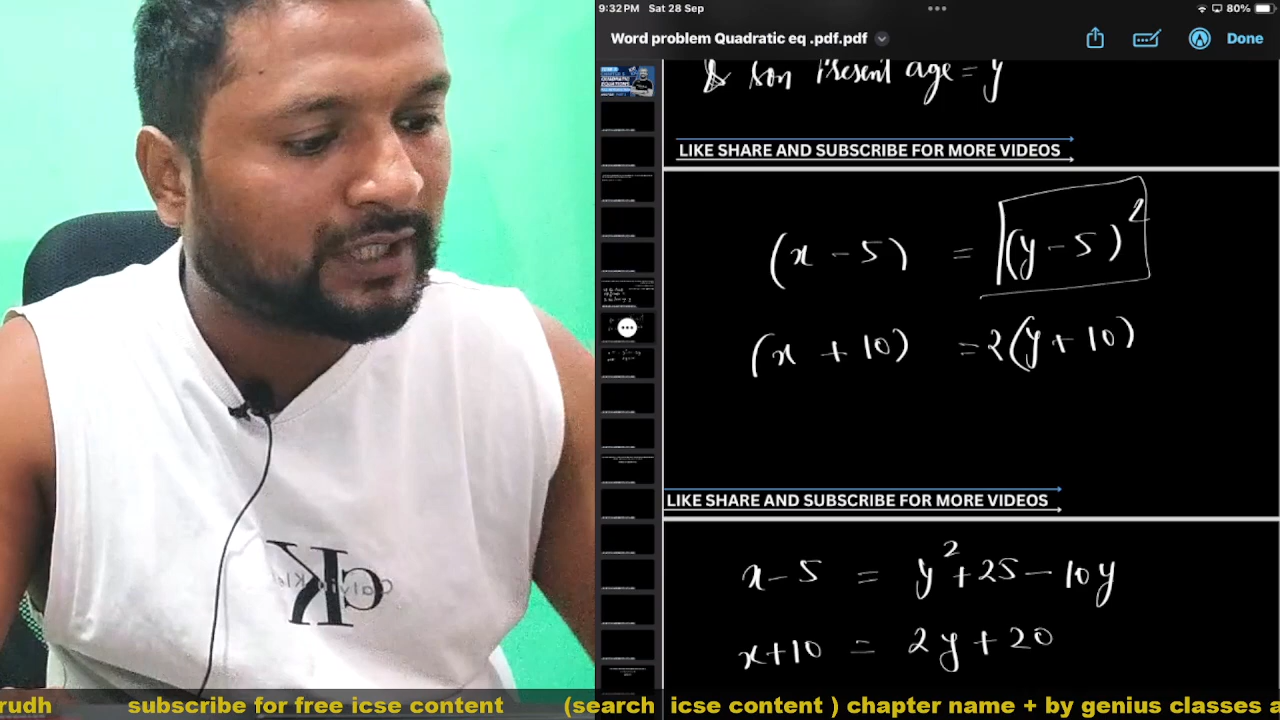 9:32 PM Sat 28 Sep 80%
Word problem Quadratic eq .pdf.pdf Done
& Son Present age = y
LIKE SHARE AND SUBSCRIBE FOR MORE VIDEOS
(x - 5) = (y - 5)²
(x + 10) = 2(y + 10)
LIKE SHARE AND SUBSCRIBE FOR MORE VIDEOS
x - 5 = y² + 25 - 10y
x + 10 = 2y + 20
CK
rudh subscribe for free icse content (search icse content ) chapter name + by genius classes a